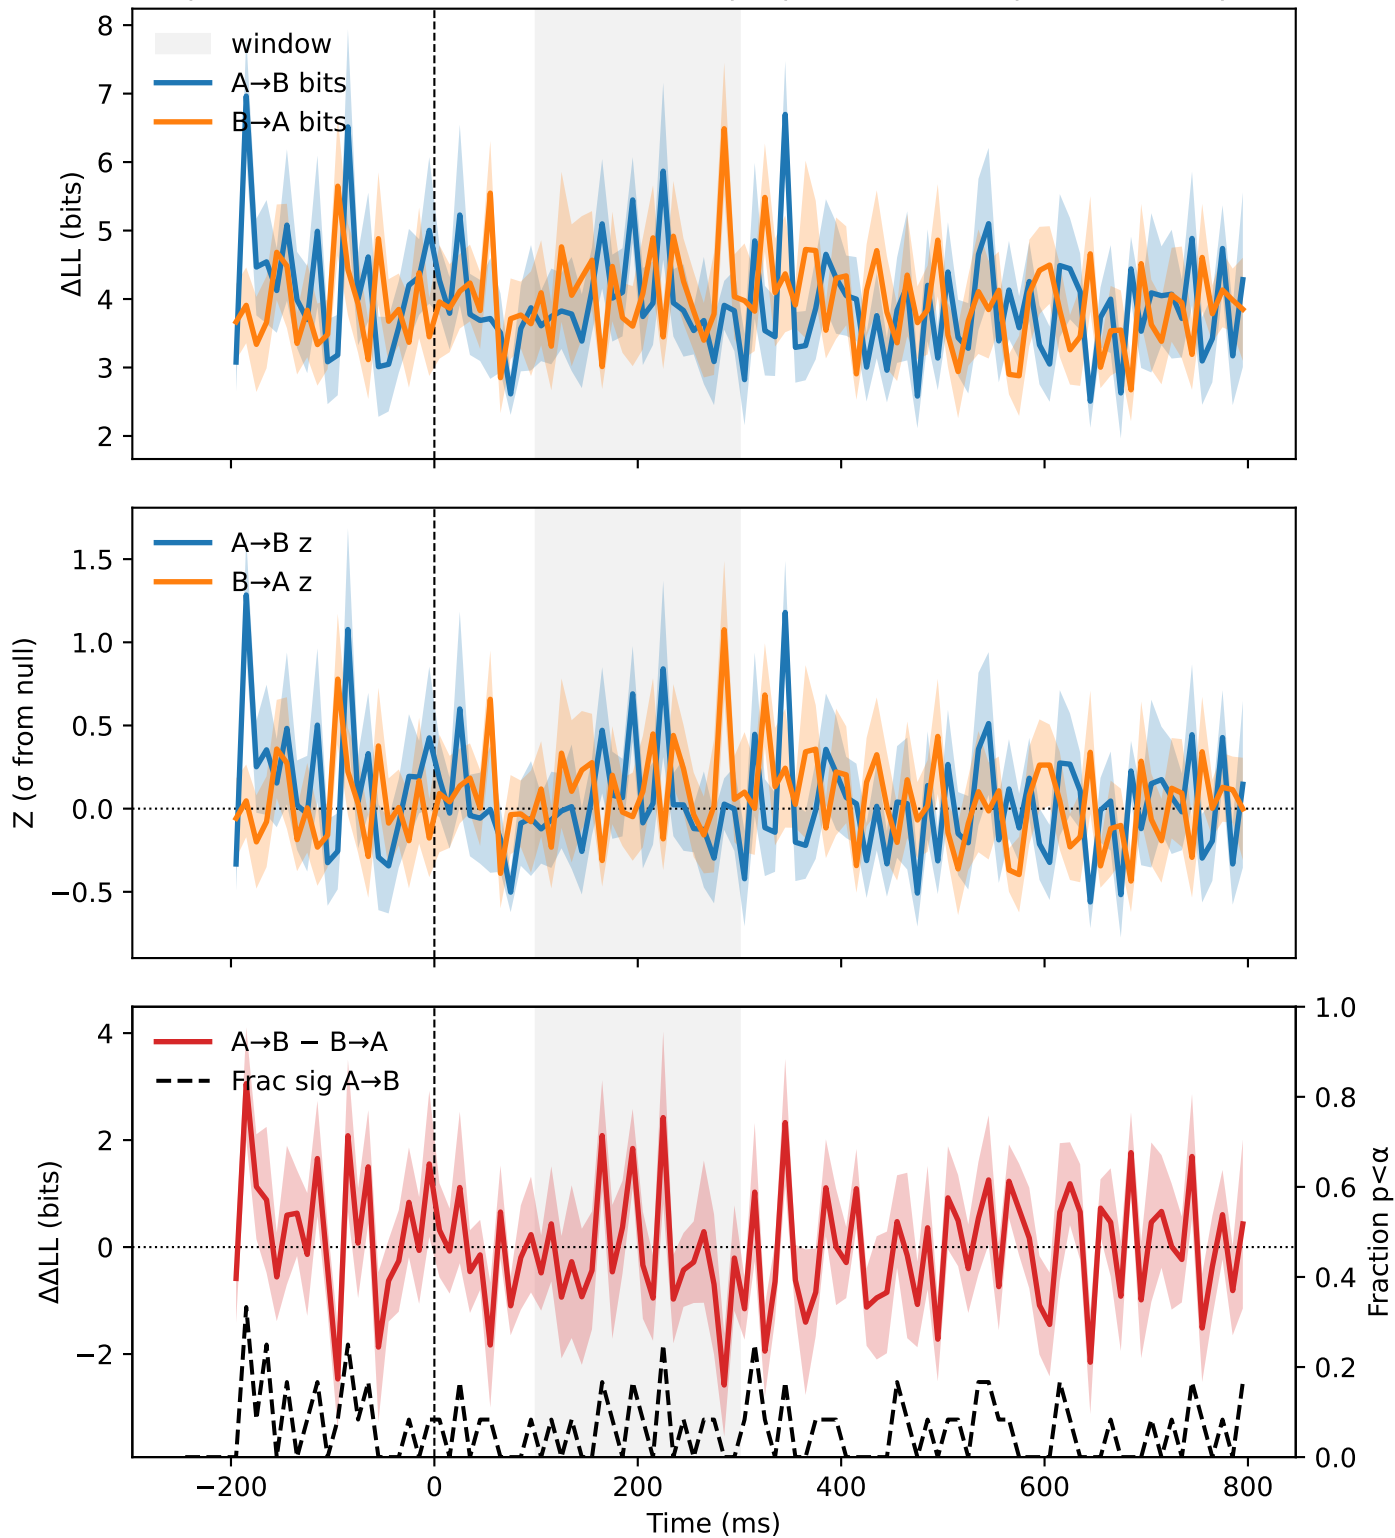 8
7
6
5
4
3
2
ΔLL (bits)
window
A→B bits
B→A bits
1.5
1.0
0.5
0.0
−0.5
Z (σ from null)
A→B z
B→A z
4
2
0
−2
ΔΔLL (bits)
A→B − B→A
Frac sig A→B
1.0
0.8
0.6
0.4
0.2
0.0
Fraction p<α
−200
0
200
400
600
800
Time (ms)